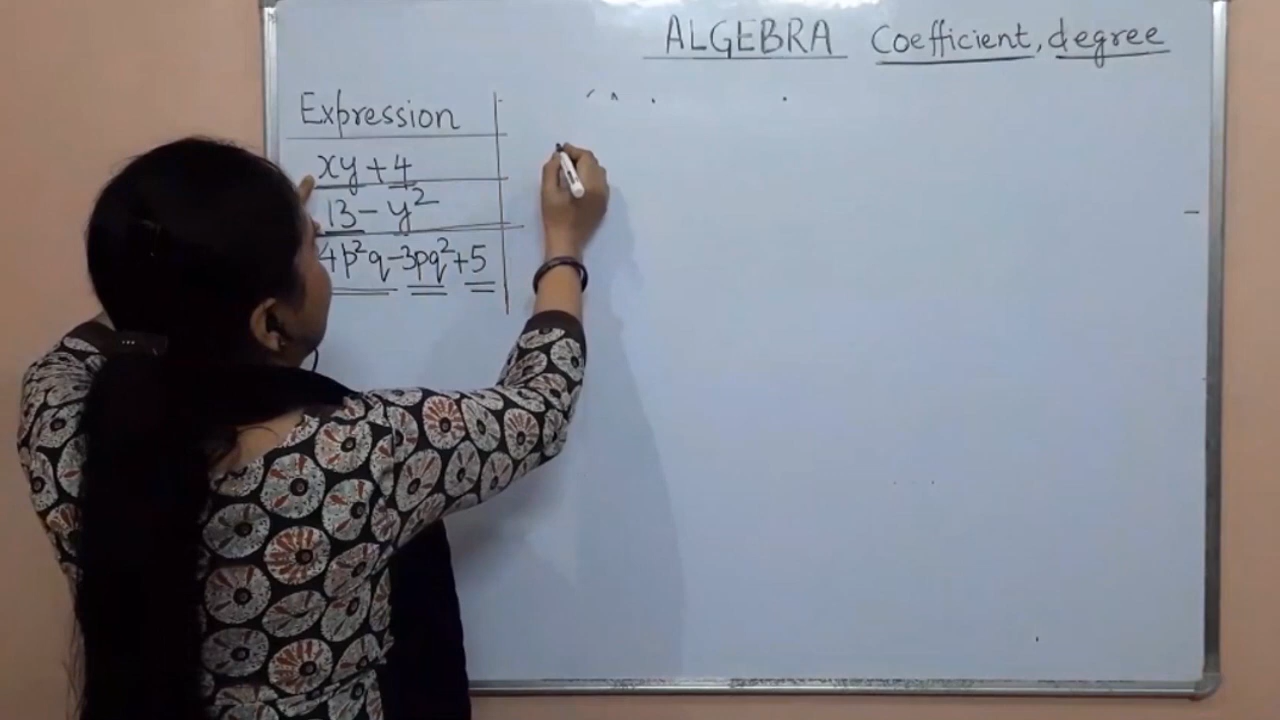 ALGEBRA Coefficient, degree
Expression
xy + 4
13 - y²
4p²q - 3pq² + 5